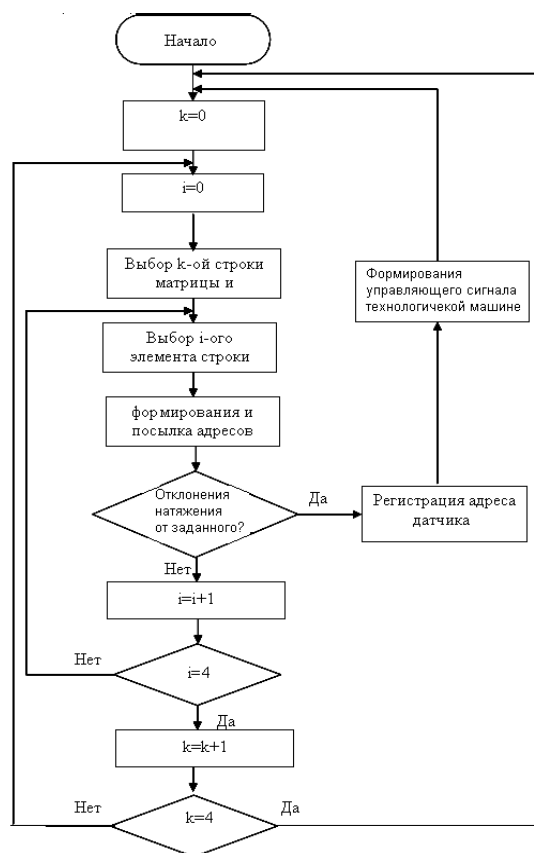 Начало
k=0
i=0
Выбор k-ой строки
матрицы и
Формирования
управляющего сигнала
технологичекой машине
Выбор i-ого
элемента строки
формирования и
посылка адресов
Отклонения
натяжения
от заданного?
Да
Регистрация адреса
датчика
Нет
i=i+1
Нет
i=4
Да
k=k+1
Нет
k=4
Да